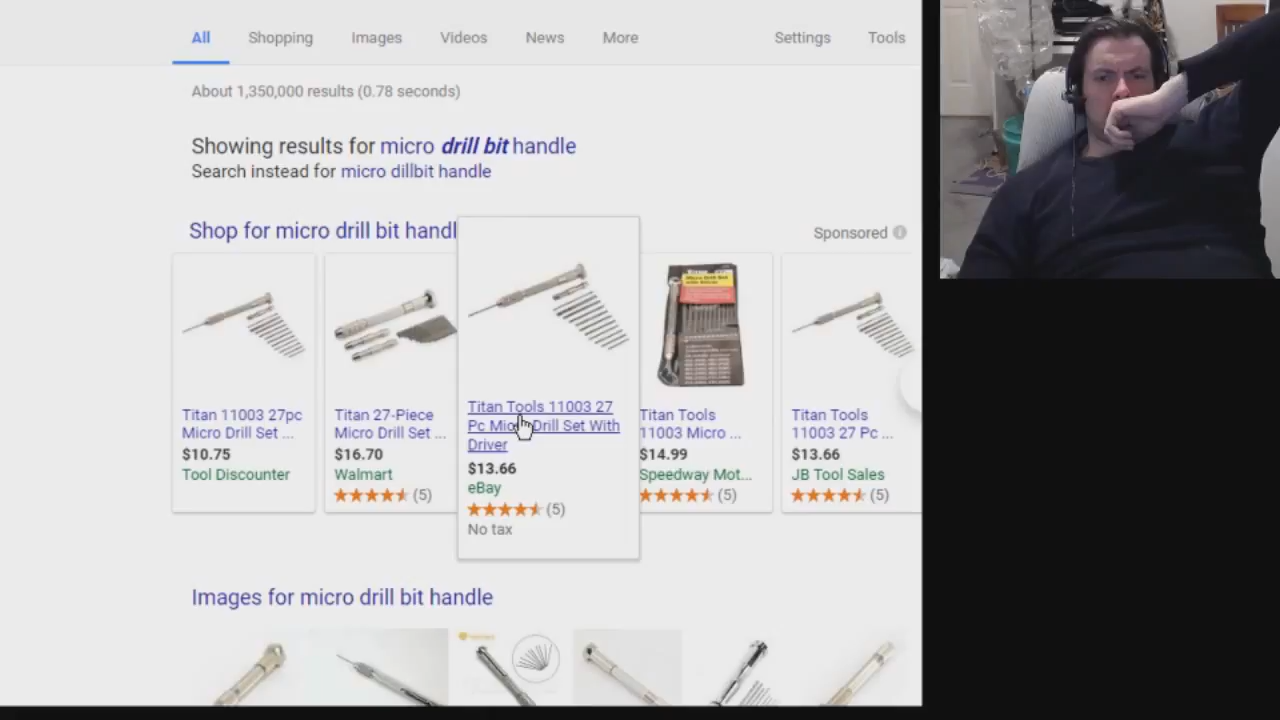 All Shopping Images Videos News More Settings Tools
About 1,350,000 results (0.78 seconds)
Showing results for micro drill bit handle
Search instead for micro dillbit handle
Shop for micro drill bit handl
Sponsored
Titan 11003 27pc
Micro Drill Set ...
$10.75
Tool Discounter
Titan 27-Piece
Micro Drill Set ...
$16.70
Walmart
(5)
Titan Tools 11003 27
Pc Micro Drill Set With
Driver
$13.66
eBay
(5)
No tax
Titan Tools
11003 Micro ...
$14.99
Speedway Mot...
(5)
Titan Tools
11003 27 Pc ...
$13.66
JB Tool Sales
(5)
Images for micro drill bit handle